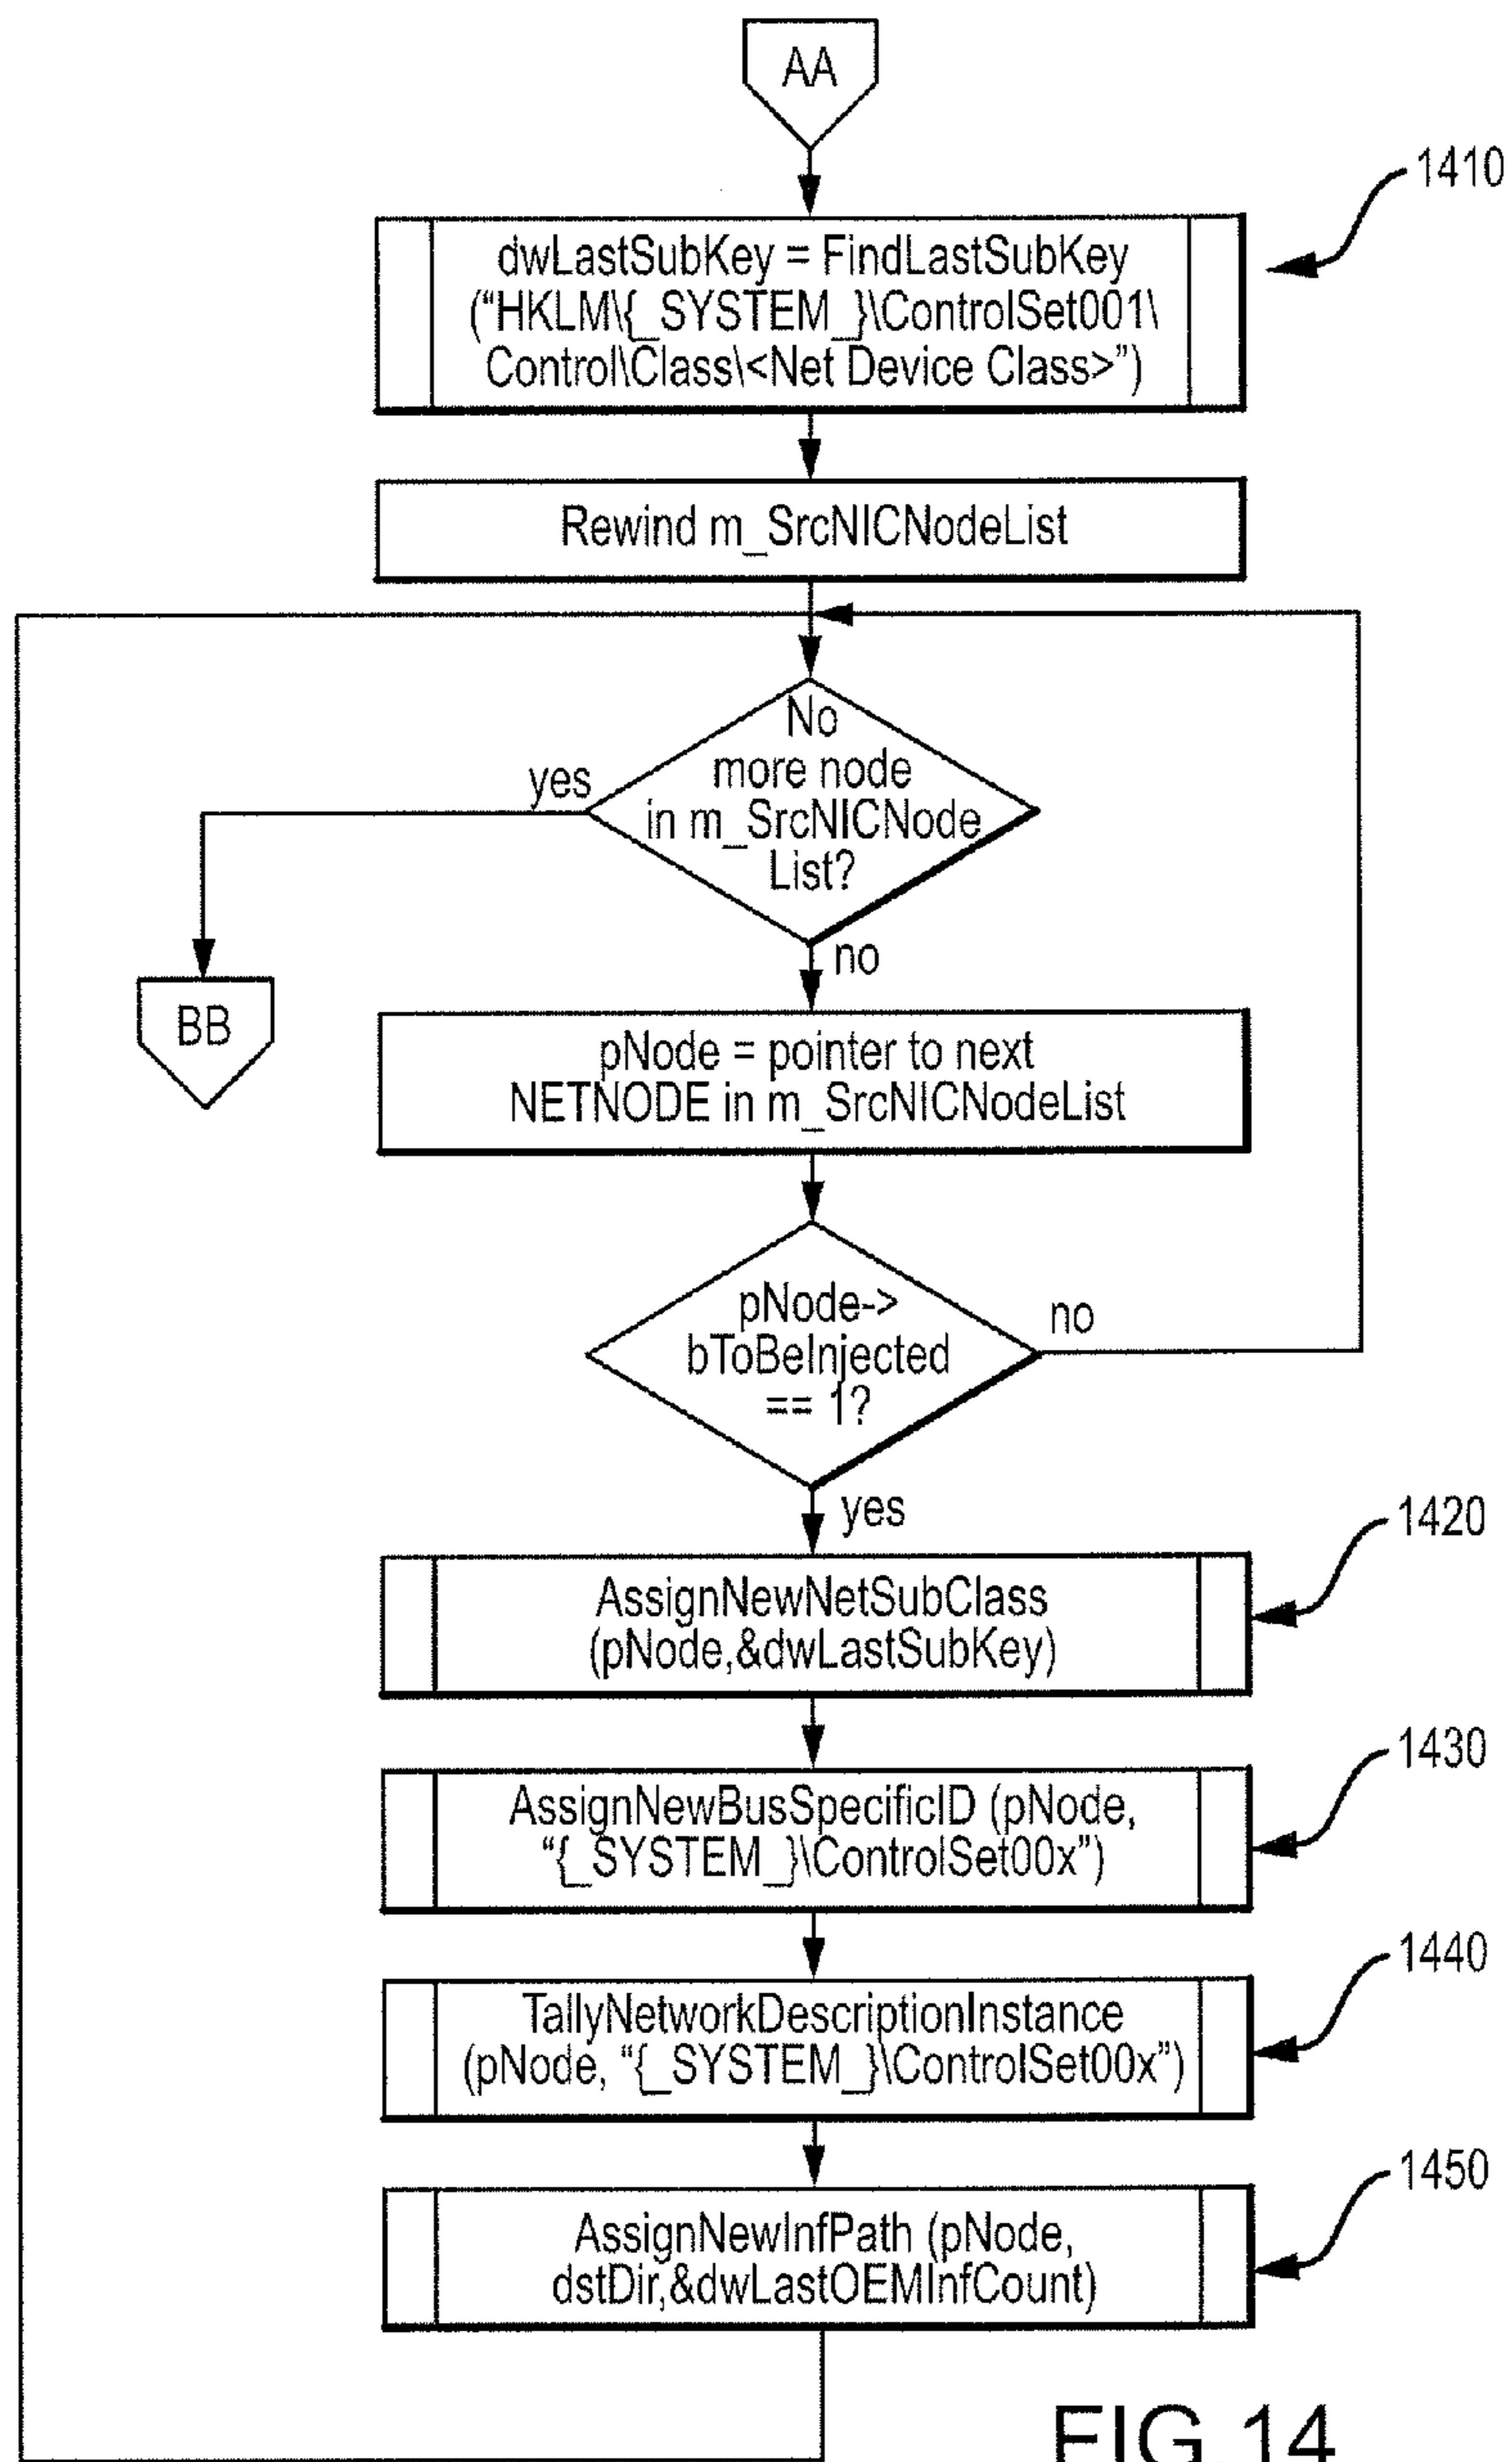 AA
1410
dwLastSubKey = FindLastSubKey
(“HKLM\{_SYSTEM_}\ControlSet001\
Control\Class\<Net Device Class>”)
Rewind m_SrcNICNodeList
No
more node
in m_SrcNICNode
List?
yes
no
BB
pNode = pointer to next
NETNODE in m_SrcNICNodeList
pNode->
bToBeInjected
== 1?
no
yes
1420
AssignNewNetSubClass
(pNode,&dwLastSubKey)
1430
AssignNewBusSpecificID (pNode,
“{_SYSTEM_}\ControlSet00x”)
1440
TallyNetworkDescriptionInstance
(pNode, “{_SYSTEM_}\ControlSet00x”)
1450
AssignNewInfPath (pNode,
dstDir,&dwLastOEMInfCount)
FIG.14